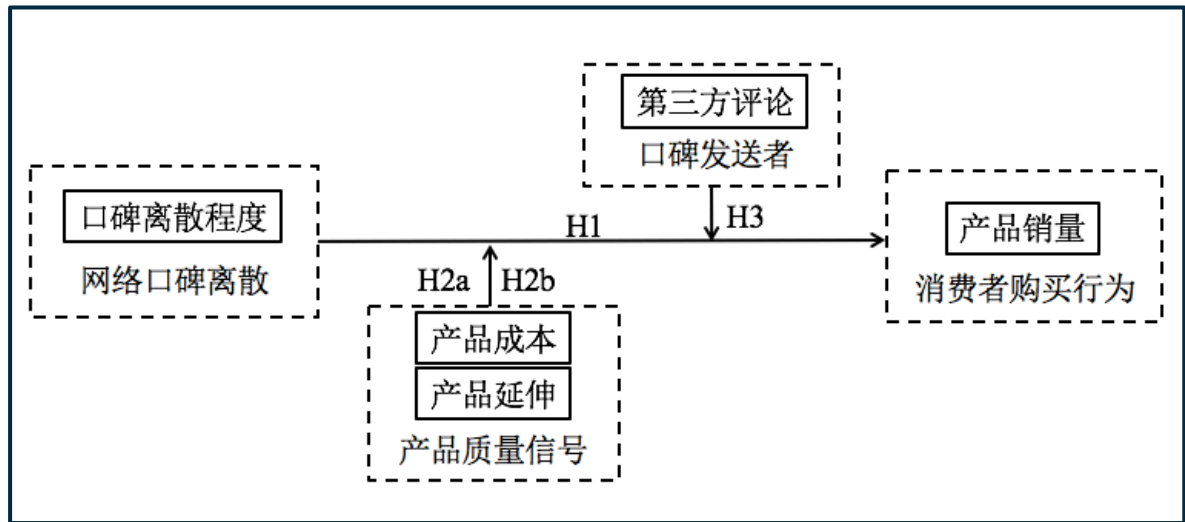 第三方评论
口碑发送者
口碑离散程度
网络口碑离散
H1
H3
产品销量
消费者购买行为
H2a
H2b
产品成本
产品延伸
产品质量信号